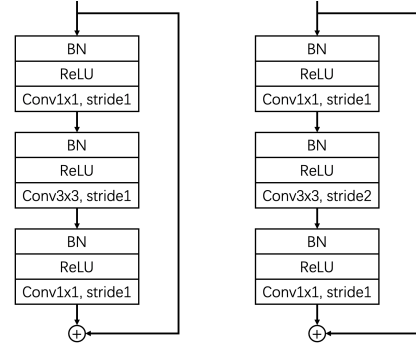 BN
ReLU
Conv1x1, stride1
BN
ReLU
Conv3x3, stride1
BN
ReLU
Conv1x1, stride1
+
BN
ReLU
Conv1x1, stride1
BN
ReLU
Conv3x3, stride2
BN
ReLU
Conv1x1, stride1
+